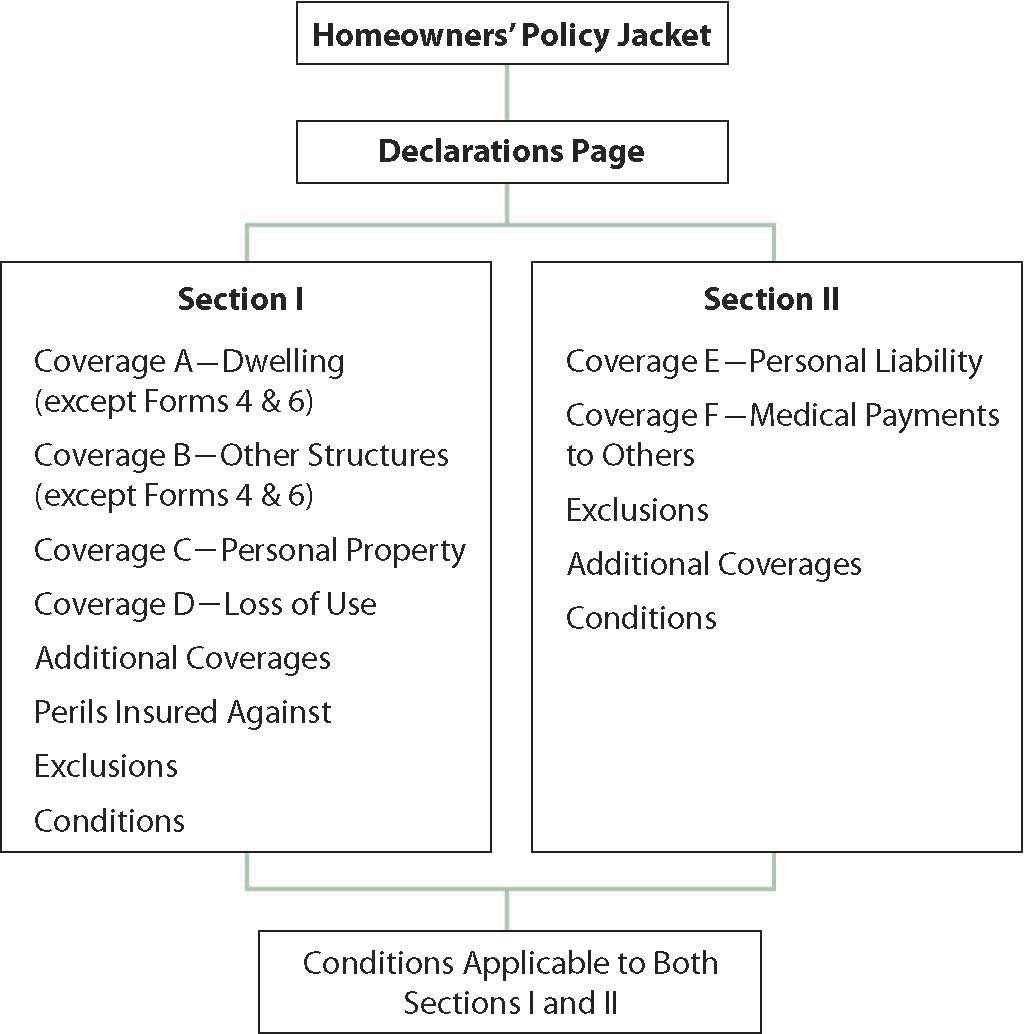 Homeowners’ Policy Jacket
Declarations Page
Section I
Coverage A—Dwelling
(except Forms 4 & 6)
Coverage B—Other Structures
(except Forms 4 & 6)
Coverage C—Personal Property
Coverage D—Loss of Use
Additional Coverages
Perils Insured Against
Exclusions
Conditions
Section II
Coverage E—Personal Liability
Coverage F—Medical Payments
to Others
Exclusions
Additional Coverages
Conditions
Conditions Applicable to Both
Sections I and II